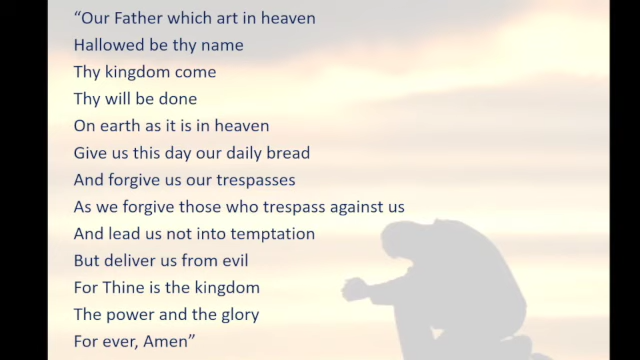 “Our Father which art in heaven
Hallowed be thy name
Thy kingdom come
Thy will be done
On earth as it is in heaven
Give us this day our daily bread
And forgive us our trespasses
As we forgive those who trespass against us
And lead us not into temptation
But deliver us from evil
For Thine is the kingdom
The power and the glory
For ever, Amen”